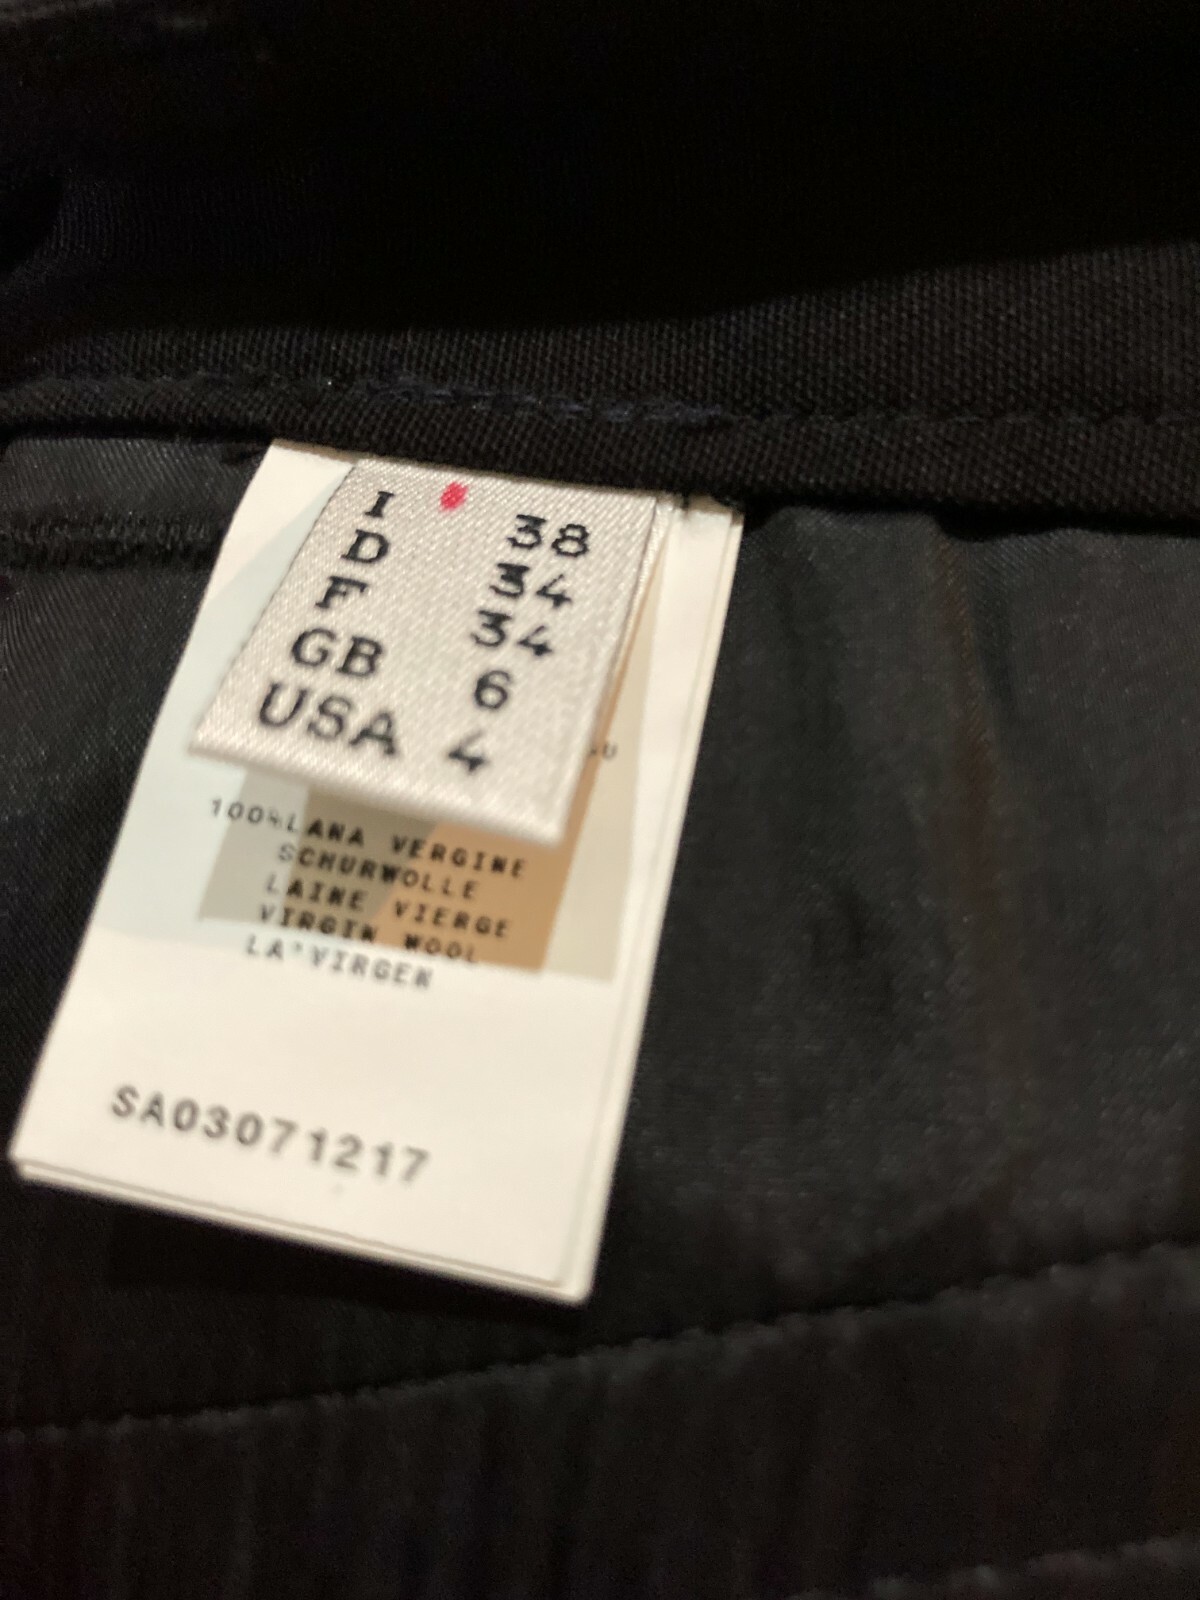 I 38
D 34
F 34
GB 6
USA 4
100% LANA VERGINE
SCHURWOLLE
LAINE VIERGE
VIRGIN WOOL
LA' VIRGEN
SA03071217